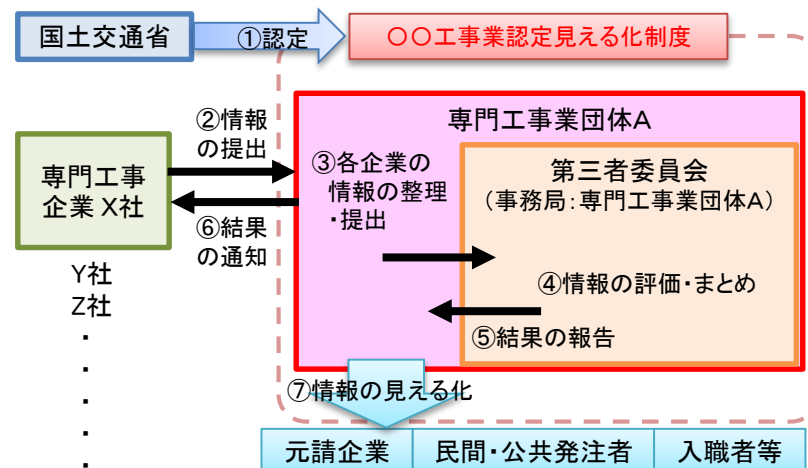 国土交通省
①認定
〇〇工事業認定見える化制度
専門工事業団体A
②情報
の提出
③各企業の
情報の整理
・提出
第三者委員会
（事務局：専門工事業団体A）
専門工事
企業 X社
⑥結果
の通知
Y社
Z社
・
・
・
・
・
④情報の評価・まとめ
⑤結果の報告
⑦情報の見える化
元請企業
民間・公共発注者
入職者等